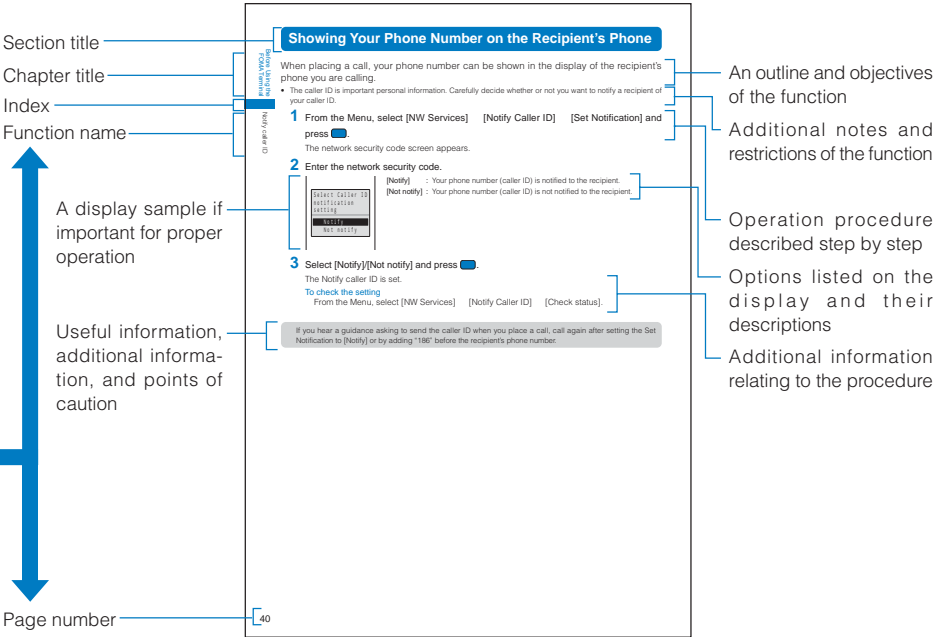 Section title
Chapter title
Index
Function name
A display sample if
important for proper
operation
Useful information,
additional informa-
tion, and points of
caution
Page number
Before Using the
FOMA Terminal
Notify caller ID
Showing Your Phone Number on the Recipient's Phone
When placing a call, your phone number can be shown in the display of the recipient's
phone you are calling.
• The caller ID is important personal information. Carefully decide whether or not you want to notify a recipient of
your caller ID.
1 From the Menu, select [NW Services] [Notify Caller ID] [Set Notification] and
press .
The network security code screen appears.
2 Enter the network security code.
Select Caller ID
notification
setting
Notify
Not notify
[Notify] : Your phone number (caller ID) is notified to the recipient.
[Not notify] : Your phone number (caller ID) is not notified to the recipient.
3 Select [Notify]/[Not notify] and press .
The Notify caller ID is set.
To check the setting
From the Menu, select [NW Services] [Notify Caller ID] [Check status].
If you hear a guidance asking to send the caller ID when you place a call, call again after setting the Set
Notification to [Notify] or by adding "186" before the recipient's phone number.
40
An outline and objectives
of the function
Additional notes and
restrictions of the function
Operation procedure
described step by step
Options listed on the
display and their
descriptions
Additional information
relating to the procedure